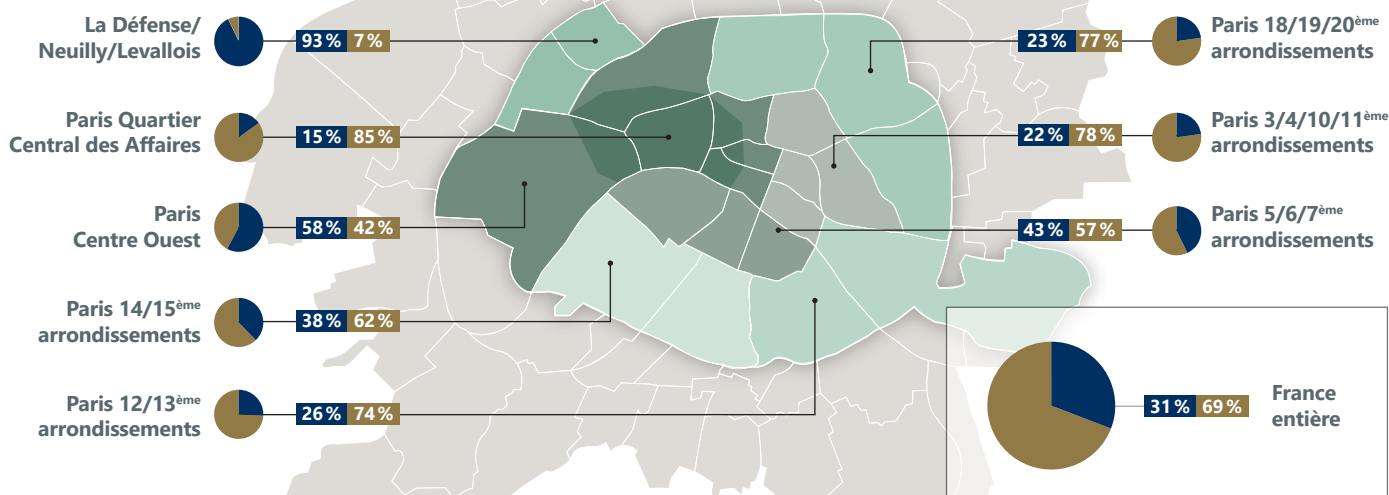 La Défense/
Neuilly/Levallois
93 % 7 %
Paris Quartier
Central des Affaires
15 % 85 %
Paris
Centre Ouest
58 % 42 %
Paris 14/15ème
arrondissements
38 % 62 %
Paris 12/13ème
arrondissements
26 % 74 %
23 % 77 %
Paris 18/19/20ème
arrondissements
22 % 78 %
Paris 3/4/10/11ème
arrondissements
43 % 57 %
Paris 5/6/7ème
arrondissements
31 % 69 %
France
entière